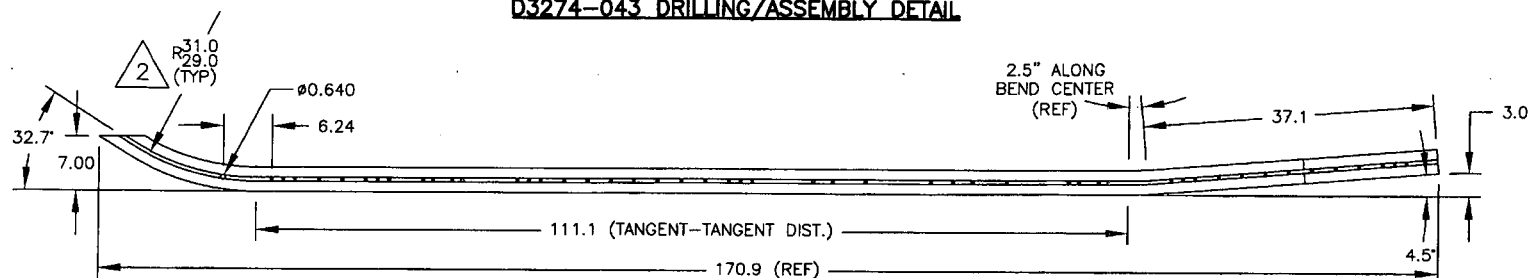 D3274-043 DRILLING/ASSEMBLY DETAIL
2
R31.0
29.0
(TYP)
ø0.640
2.5" ALONG
BEND CENTER
(REF)
37.1
3.0
32.7°
7.00
6.24
111.1 (TANGENT-TANGENT DIST.)
4.5°
170.9 (REF)